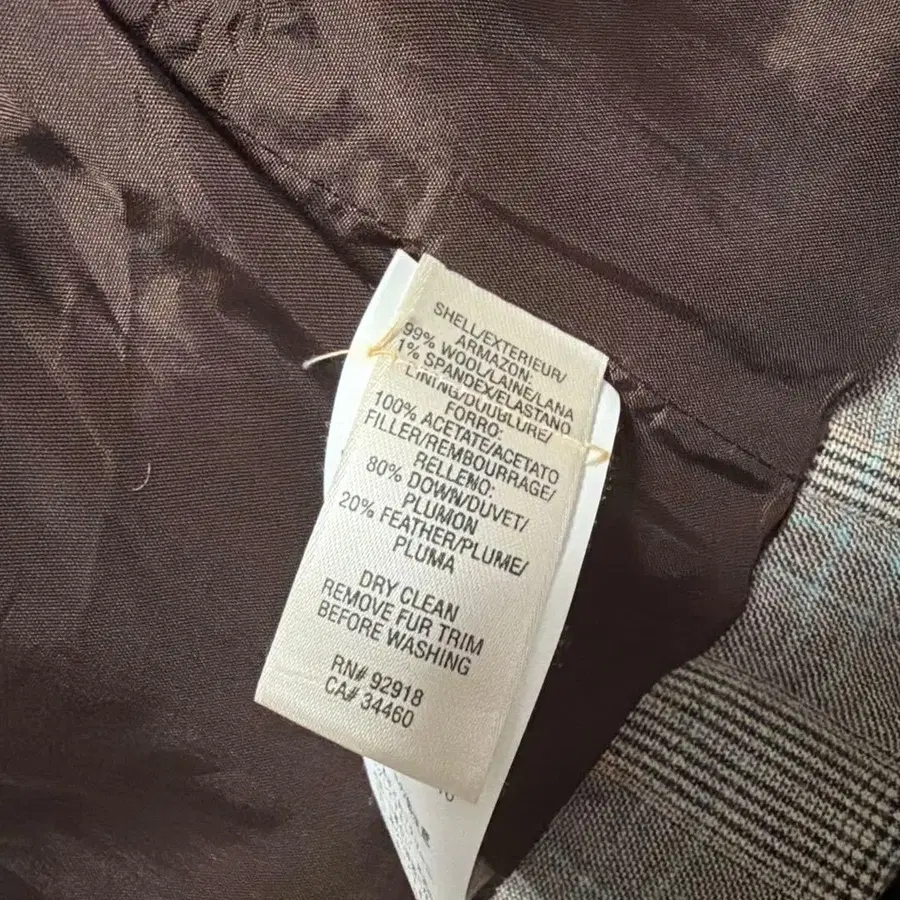 SHELL/EXTERIEUR/
ARMAZON:
99% WOOL/LAINE/LANA
1% SPANDEX/ELASTANO
LINING/DOUBLURE/
FORRO:
100% ACETATE/ACETATO
FILLER/REMBOURRAGE/
RELLENO:
80% DOWN/DUVET/
PLUMON
20% FEATHER/PLUME/
PLUMA
DRY CLEAN
REMOVE FUR TRIM
BEFORE WASHING
RN# 92918
CA# 34460